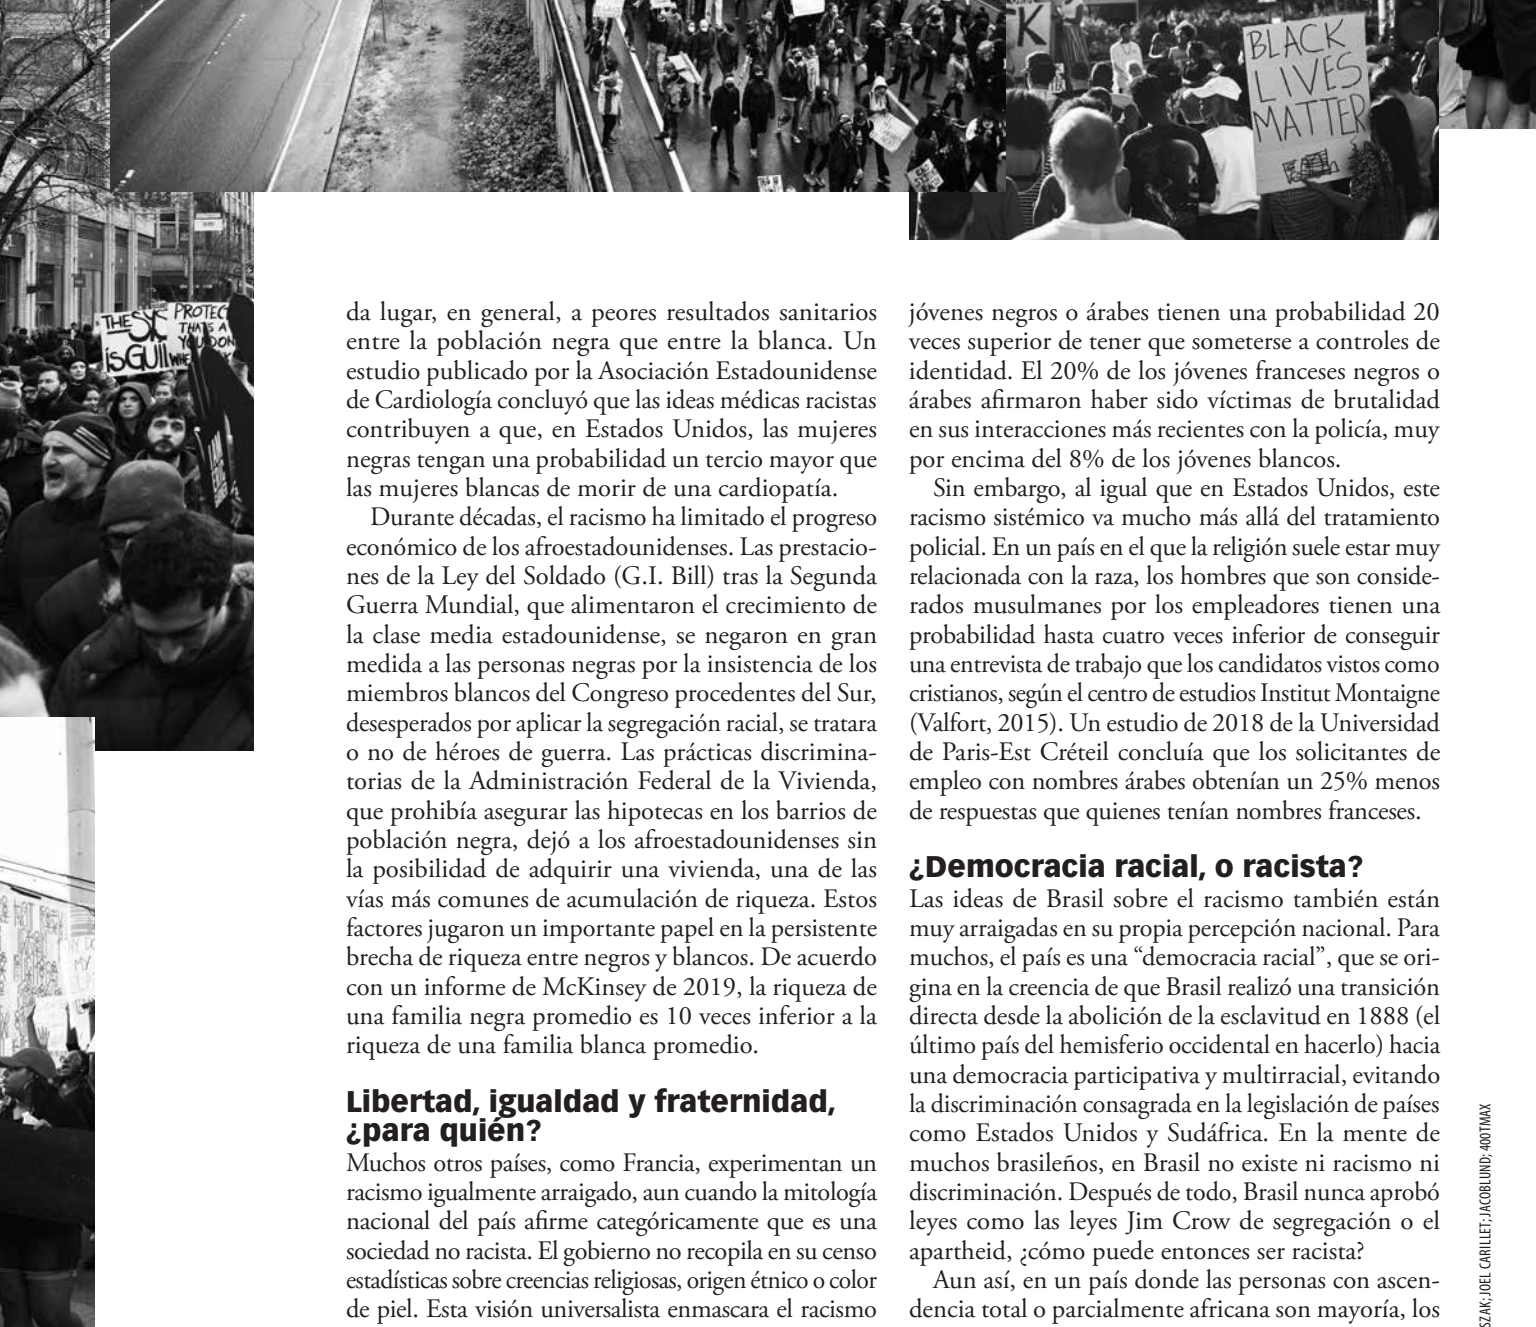 K
BLACK
LIVES
MATTER
THE SYS
IS GUIL
PROTEC
THAT'S A
YOU DON
da lugar, en general, a peores resultados sanitarios
entre la población negra que entre la blanca. Un
estudio publicado por la Asociación Estadounidense
de Cardiología concluyó que las ideas médicas racistas
contribuyen a que, en Estados Unidos, las mujeres
negras tengan una probabilidad un tercio mayor que
las mujeres blancas de morir de una cardiopatía.
Durante décadas, el racismo ha limitado el progreso
económico de los afroestadounidenses. Las prestacio-
nes de la Ley del Soldado (G.I. Bill) tras la Segunda
Guerra Mundial, que alimentaron el crecimiento de
la clase media estadounidense, se negaron en gran
medida a las personas negras por la insistencia de los
miembros blancos del Congreso procedentes del Sur,
desesperados por aplicar la segregación racial, se tratara
o no de héroes de guerra. Las prácticas discrimina-
torias de la Administración Federal de la Vivienda,
que prohibía asegurar las hipotecas en los barrios de
población negra, dejó a los afroestadounidenses sin
la posibilidad de adquirir una vivienda, una de las
vías más comunes de acumulación de riqueza. Estos
factores jugaron un importante papel en la persistente
brecha de riqueza entre negros y blancos. De acuerdo
con un informe de McKinsey de 2019, la riqueza de
una familia negra promedio es 10 veces inferior a la
riqueza de una familia blanca promedio.
Libertad, igualdad y fraternidad,
¿para quién?
Muchos otros países, como Francia, experimentan un
racismo igualmente arraigado, aun cuando la mitología
nacional del país afirme categóricamente que es una
sociedad no racista. El gobierno no recopila en su censo
estadísticas sobre creencias religiosas, origen étnico o color
de piel. Esta visión universalista enmascara el racismo
jóvenes negros o árabes tienen una probabilidad 20
veces superior de tener que someterse a controles de
identidad. El 20% de los jóvenes franceses negros o
árabes afirmaron haber sido víctimas de brutalidad
en sus interacciones más recientes con la policía, muy
por encima del 8% de los jóvenes blancos.
Sin embargo, al igual que en Estados Unidos, este
racismo sistémico va mucho más allá del tratamiento
policial. En un país en el que la religión suele estar muy
relacionada con la raza, los hombres que son conside-
rados musulmanes por los empleadores tienen una
probabilidad hasta cuatro veces inferior de conseguir
una entrevista de trabajo que los candidatos vistos como
cristianos, según el centro de estudios Institut Montaigne
(Valfort, 2015). Un estudio de 2018 de la Universidad
de Paris-Est Créteil concluía que los solicitantes de
empleo con nombres árabes obtenían un 25% menos
de respuestas que quienes tenían nombres franceses.
¿Democracia racial, o racista?
Las ideas de Brasil sobre el racismo también están
muy arraigadas en su propia percepción nacional. Para
muchos, el país es una “democracia racial”, que se ori-
gina en la creencia de que Brasil realizó una transición
directa desde la abolición de la esclavitud en 1888 (el
último país del hemisferio occidental en hacerlo) hacia
una democracia participativa y multirracial, evitando
la discriminación consagrada en la legislación de países
como Estados Unidos y Sudáfrica. En la mente de
muchos brasileños, en Brasil no existe ni racismo ni
discriminación. Después de todo, Brasil nunca aprobó
leyes como las leyes Jim Crow de segregación o el
apartheid, ¿cómo puede entonces ser racista?
Aun así, en un país donde las personas con ascen-
dencia total o parcialmente africana son mayoría, los
SZAK; JOEL CARILLET; JACOBLUND; 400TMAX